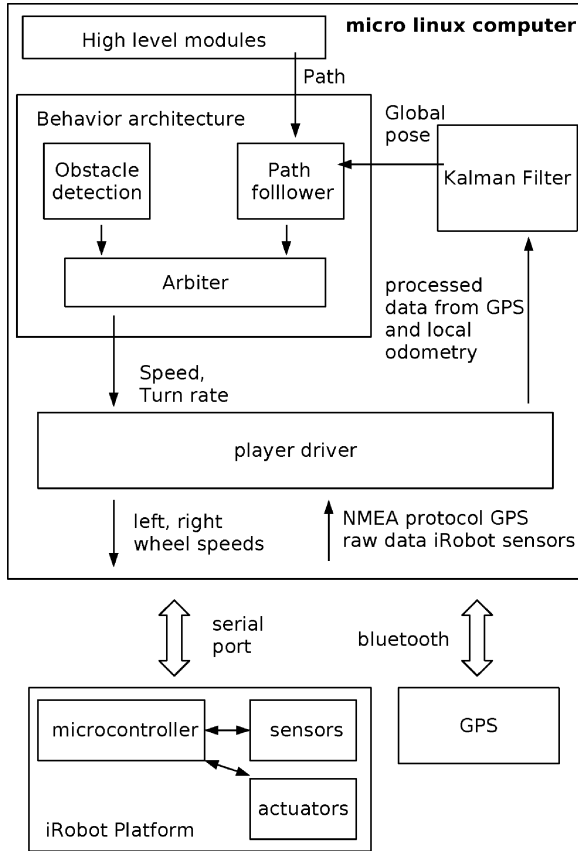 High level modules
micro linux computer
Path
Behavior architecture
Global
pose
Obstacle
detection
Path
folllower
Kalman Filter
Arbiter
processed
data from GPS
and local
odometry
Speed,
Turn rate
player driver
left, right
wheel speeds
NMEA protocol GPS
raw data iRobot sensors
serial
port
bluetooth
microcontroller
sensors
GPS
actuators
iRobot Platform